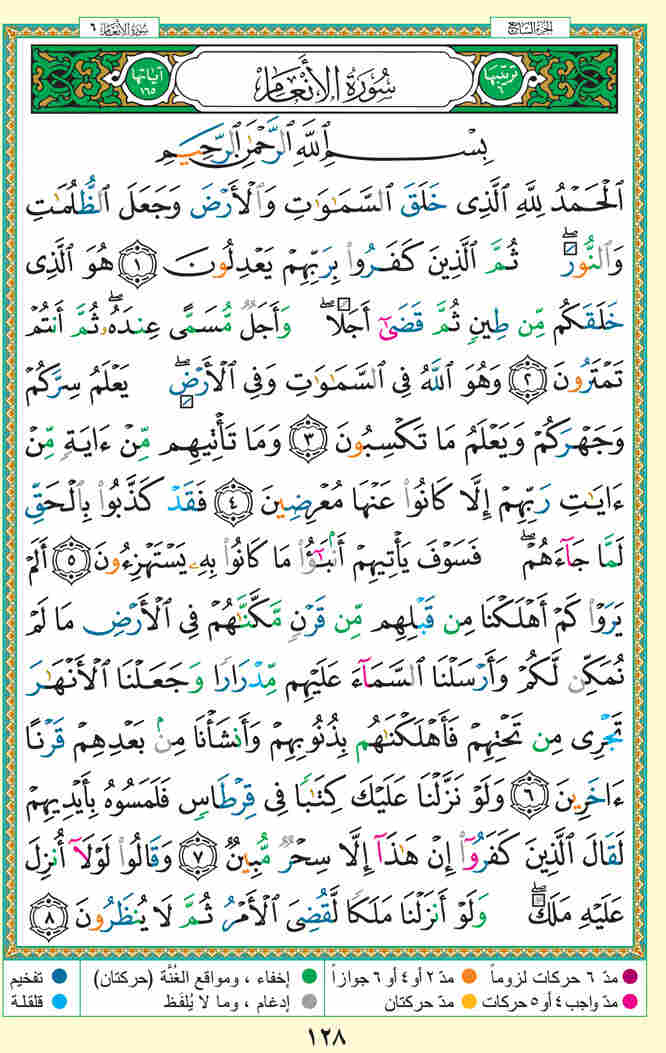 الجزء السابع
سورة الأنعام ٦
ترتيبها ٦
سُورَةُ الأَنْعَامِ
آياتها ١٦٥
بِسْمِ ٱللَّهِ ٱلرَّحْمَٰنِ ٱلرَّحِيمِ
ٱلْحَمْدُ لِلَّهِ ٱلَّذِى خَلَقَ ٱلسَّمَٰوَٰتِ وَٱلْأَرْضَ وَجَعَلَ ٱلظُّلُمَٰتِ
وَٱلنُّورَ ۖ ثُمَّ ٱلَّذِينَ كَفَرُوا۟ بِرَبِّهِمْ يَعْدِلُونَ ١ هُوَ ٱلَّذِى
خَلَقَكُم مِّن طِينٍ ثُمَّ قَضَىٰٓ أَجَلًا ۖ وَأَجَلٌ مُّسَمًّى عِندَهُۥ ۖ ثُمَّ أَنتُمْ
تَمْتَرُونَ ٢ وَهُوَ ٱللَّهُ فِى ٱلسَّمَٰوَٰتِ وَفِى ٱلْأَرْضِ ۖ يَعْلَمُ سِرَّكُمْ
وَجَهْرَكُمْ وَيَعْلَمُ مَا تَكْسِبُونَ ٣ وَمَا تَأْتِيهِم مِّنْ ءَايَةٍ مِّنْ
ءَايَٰتِ رَبِّهِمْ إِلَّا كَانُوا۟ عَنْهَا مُعْرِضِينَ ٤ فَقَدْ كَذَّبُوا۟ بِٱلْحَقِّ
لَمَّا جَآءَهُمْ ۖ فَسَوْفَ يَأْتِيهِمْ أَنۢبَٰٓؤُا۟ مَا كَانُوا۟ بِهِۦ يَسْتَهْزِءُونَ ٥ أَلَمْ
يَرَوْا۟ كَمْ أَهْلَكْنَا مِن قَبْلِهِم مِّن قَرْنٍ مَّكَّنَّٰهُمْ فِى ٱلْأَرْضِ مَا لَمْ
نُمَكِّن لَّكُمْ وَأَرْسَلْنَا ٱلسَّمَآءَ عَلَيْهِم مِّدْرَارًا وَجَعَلْنَا ٱلْأَنْهَٰرَ
تَجْرِى مِن تَحْتِهِمْ فَأَهْلَكْنَٰهُم بِذُنُوبِهِمْ وَأَنشَأْنَا مِنۢ بَعْدِهِمْ قَرْنًا
ءَاخَرِينَ ٦ وَلَوْ نَزَّلْنَا عَلَيْكَ كِتَٰبًا فِى قِرْطَاسٍ فَلَمَسُوهُ بِأَيْدِيهِمْ
لَقَالَ ٱلَّذِينَ كَفَرُوٓا۟ إِنْ هَٰذَآ إِلَّا سِحْرٌ مُّبِينٌ ٧ وَقَالُوا۟ لَوْلَآ أُنزِلَ
عَلَيْهِ مَلَكٌ ۖ وَلَوْ أَنزَلْنَا مَلَكًا لَّقُضِىَ ٱلْأَمْرُ ثُمَّ لَا يُنظَرُونَ ٨
مدّ ٦ حركات لزوماً مدّ ٢ أو ٤ أو ٦ جوازاً إخفاء ، ومواقع الغُنَّة (حركتان) تفخيم
مدّ واجب ٤ أو ٥ حركات مدّ حركتان إدغام ، وما لا يُلفَظ قلقلة
١٢٨